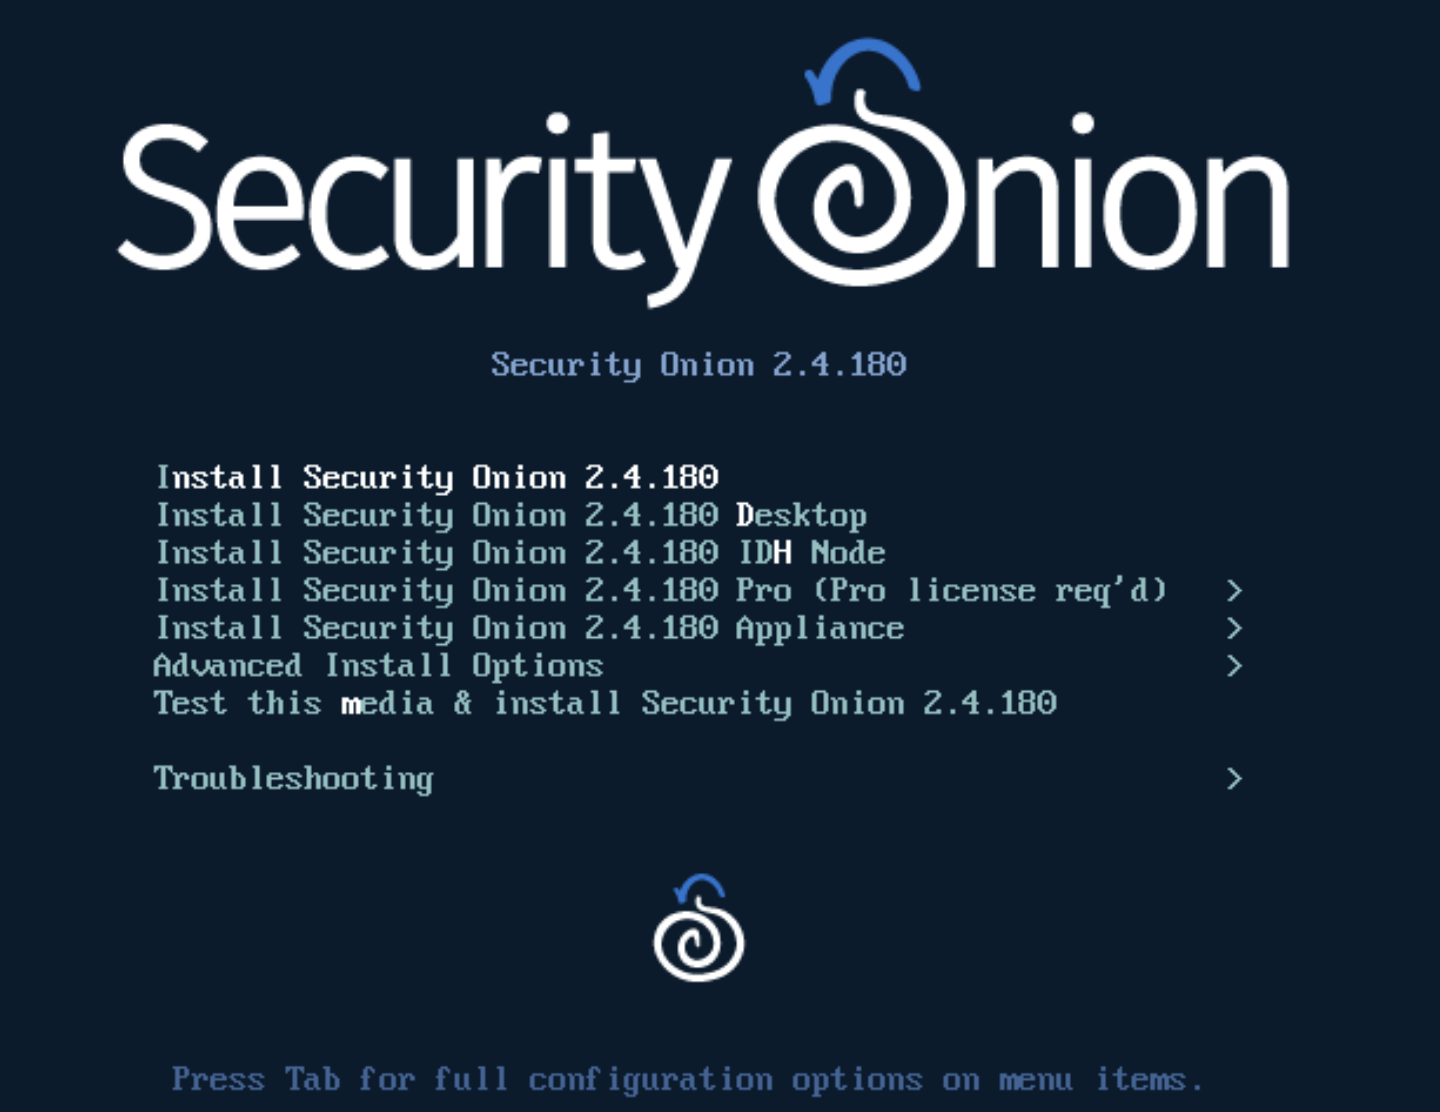 Security Onion
Security Onion 2.4.180
Install Security Onion 2.4.180
Install Security Onion 2.4.180 Desktop
Install Security Onion 2.4.180 IDH Node
Install Security Onion 2.4.180 Pro (Pro license req'd) >
Install Security Onion 2.4.180 Appliance >
Advanced Install Options >
Test this media & install Security Onion 2.4.180
Troubleshooting >
Press Tab for full configuration options on menu items.